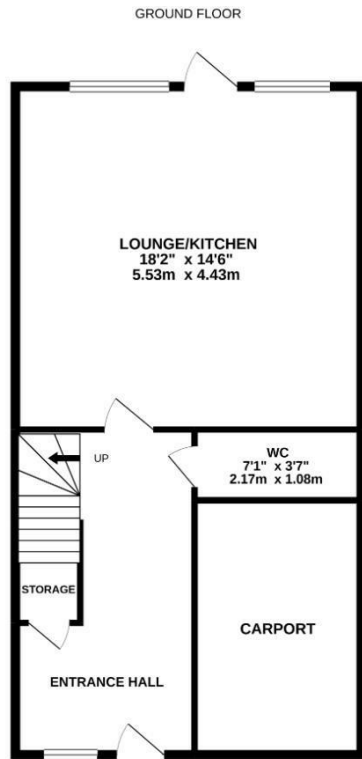 GROUND FLOOR
LOUNGE/KITCHEN
18'2" x 14'6"
5.53m x 4.43m
UP
WC
7'1" x 3'7"
2.17m x 1.08m
STORAGE
CARPORT
ENTRANCE HALL